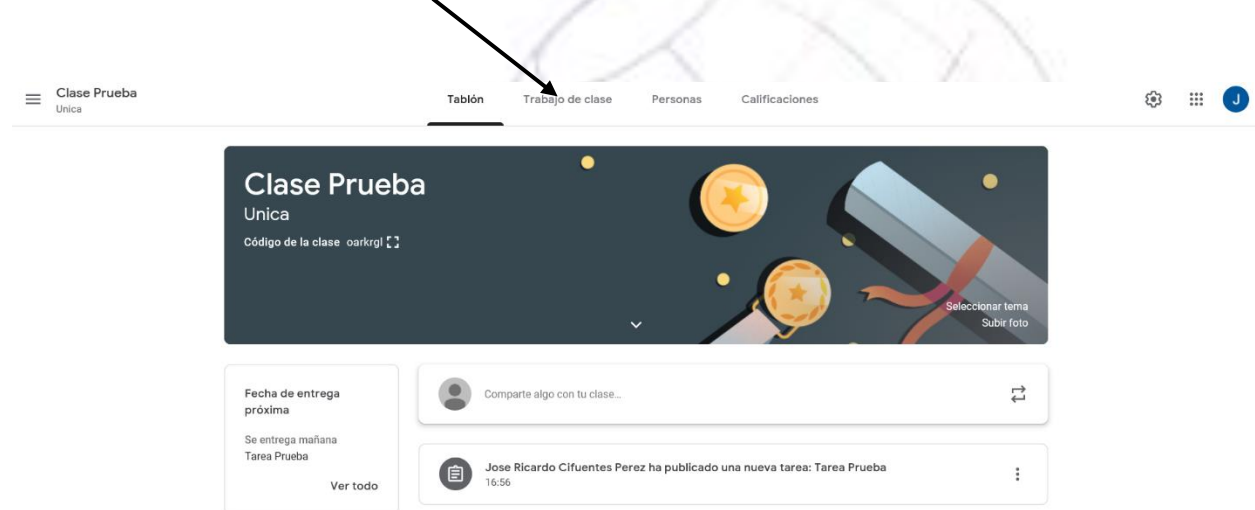 Clase Prueba
Unica
Tablón Trabajo de clase Personas Calificaciones
J
Clase Prueba
Unica
Código de la clase oarkrgl
Seleccionar tema
Subir foto
Fecha de entrega
próxima
Se entrega mañana
Tarea Prueba
Ver todo
Comparte algo con tu clase...
Jose Ricardo Cifuentes Perez ha publicado una nueva tarea: Tarea Prueba
16:56